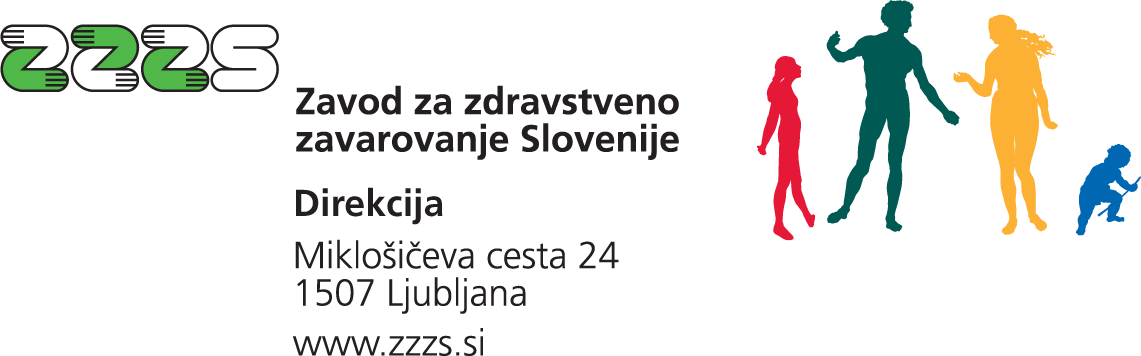 ZZZS
Zavod za zdravstveno
zavarovanje Slovenije
Direkcija
Miklošičeva cesta 24
1507 Ljubljana
www.zzzs.si